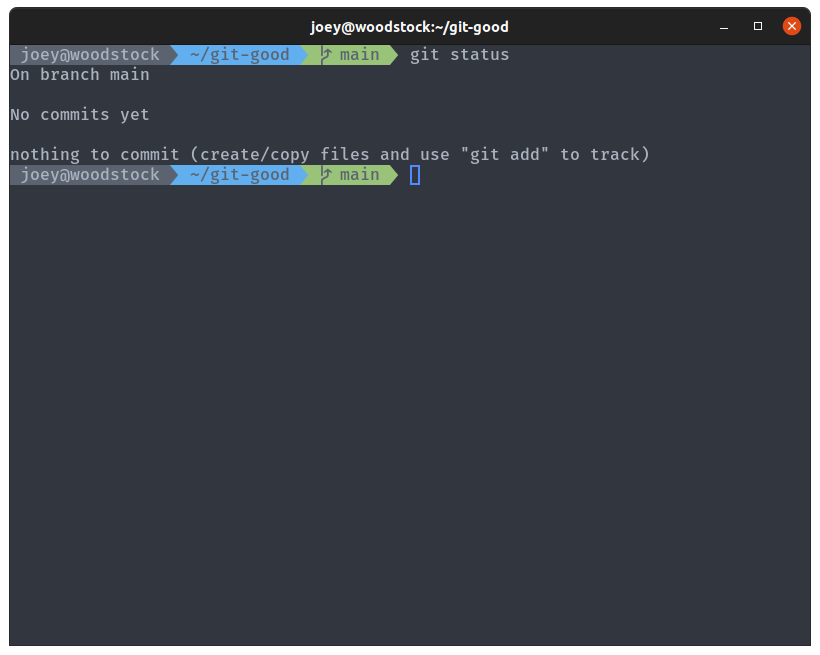 joey@woodstock:~/git-good
joey@woodstock ~/git-good main git status
On branch main
No commits yet
nothing to commit (create/copy files and use "git add" to track)
joey@woodstock ~/git-good main